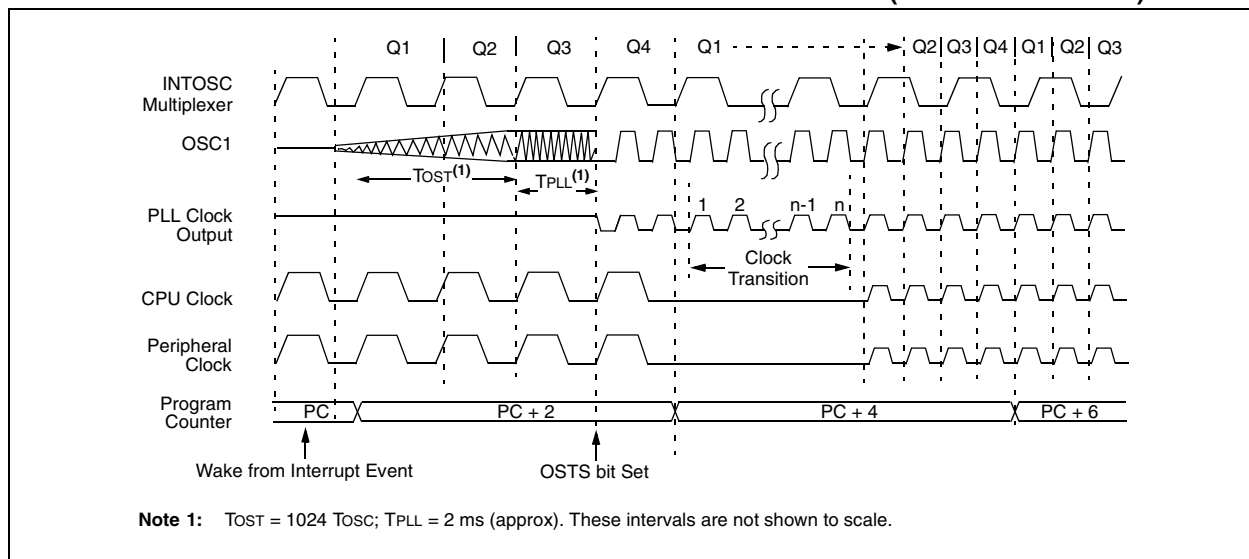 Q1 Q2 Q3 Q4 Q1 Q2 Q3 Q4 Q1 Q2 Q3
INTOSC
Multiplexer
OSC1
TOST(1) TPLL(1)
1 2 n-1 n
PLL Clock
Output
Clock
Transition
CPU Clock
Peripheral
Clock
Program
Counter
PC PC + 2 PC + 4 PC + 6
Wake from Interrupt Event OSTS bit Set
Note 1: TOST = 1024 TOSC; TPLL = 2 ms (approx). These intervals are not shown to scale.